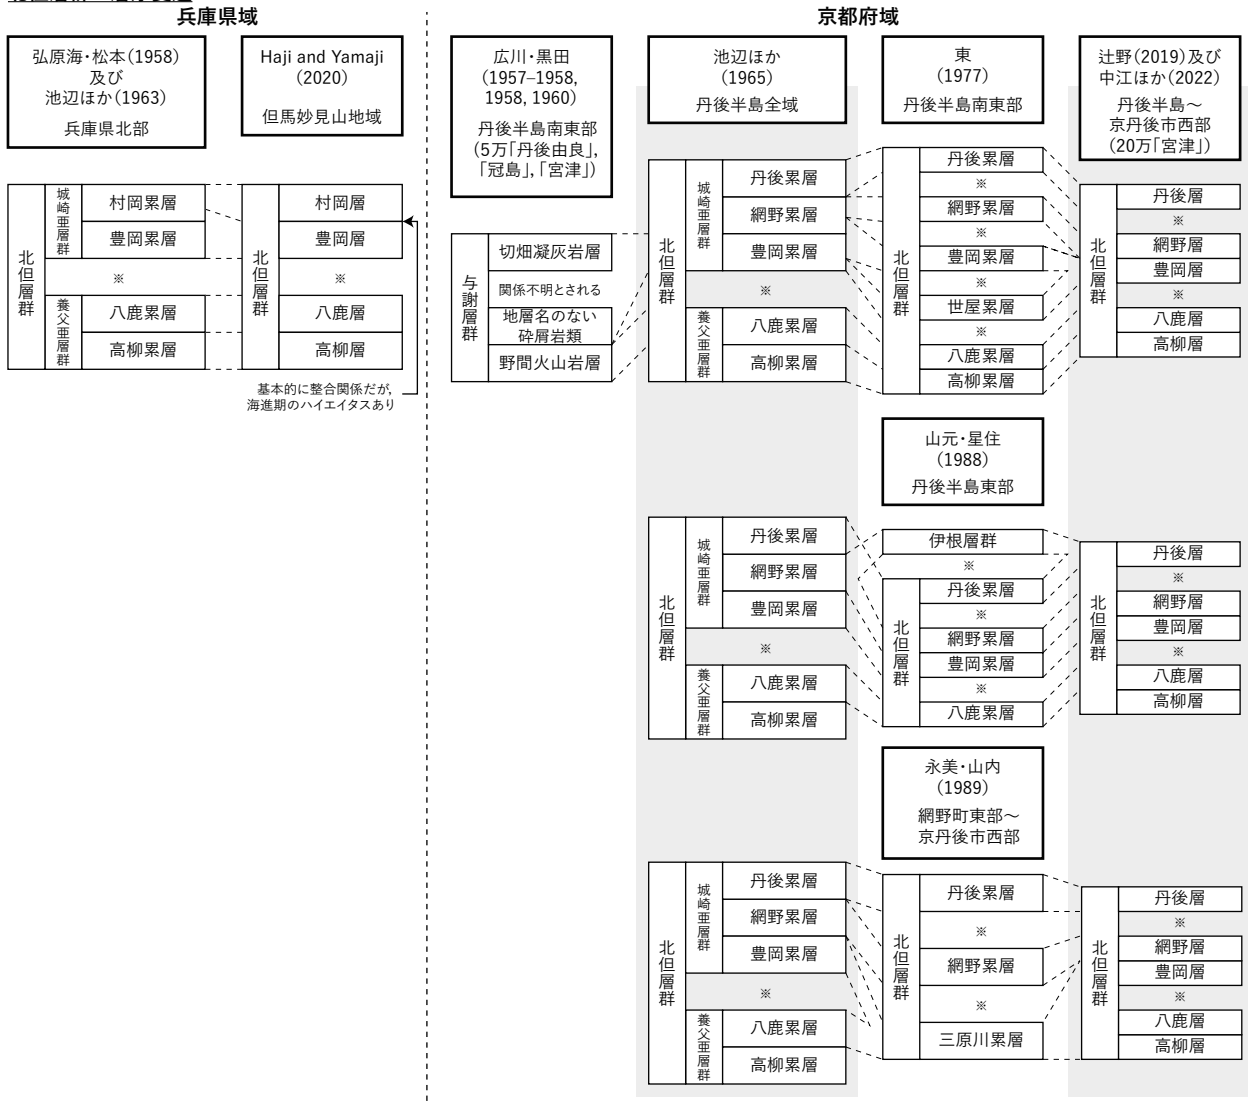 兵庫県域
京都府域
弘原海・松本(1958)
及び
池辺ほか(1963)
兵庫県北部
Haji and Yamaji
(2020)
但馬妙見山地域
広川・黒田
(1957–1958,
1958, 1960)
丹後半島南東部
(5万「丹後由良」,
「冠島」,「宮津」)
池辺ほか
(1965)
丹後半島全域
東
(1977)
丹後半島南東部
辻野(2019)及び
中江ほか(2022)
丹後半島～
京丹後市西部
(20万「宮津」)
北但層群
城崎亜層群
村岡累層
豊岡累層
※
養父亜層群
八鹿累層
高柳累層
北但層群
村岡層
豊岡層
※
八鹿層
高柳層
基本的に整合関係だが,
海進期のハイエイタスあり
与謝層群
切畑凝灰岩層
関係不明とされる
地層名のない
砕屑岩類
野間火山岩層
北但層群
城崎亜層群
丹後累層
網野累層
豊岡累層
※
養父亜層群
八鹿累層
高柳累層
北但層群
丹後累層
※
網野累層
※
豊岡累層
※
世屋累層
※
八鹿累層
高柳累層
北但層群
丹後層
※
網野層
豊岡層
※
八鹿層
高柳層
山元・星住
(1988)
丹後半島東部
北但層群
城崎亜層群
丹後累層
網野累層
豊岡累層
※
養父亜層群
八鹿累層
高柳累層
伊根層群
※
北但層群
丹後累層
※
網野累層
豊岡累層
※
八鹿累層
北但層群
丹後層
※
網野層
豊岡層
※
八鹿層
高柳層
永美・山内
(1989)
網野町東部～
京丹後市西部
北但層群
城崎亜層群
丹後累層
網野累層
豊岡累層
※
養父亜層群
八鹿累層
高柳累層
北但層群
丹後累層
※
網野累層
※
三原川累層
北但層群
丹後層
※
網野層
豊岡層
※
八鹿層
高柳層